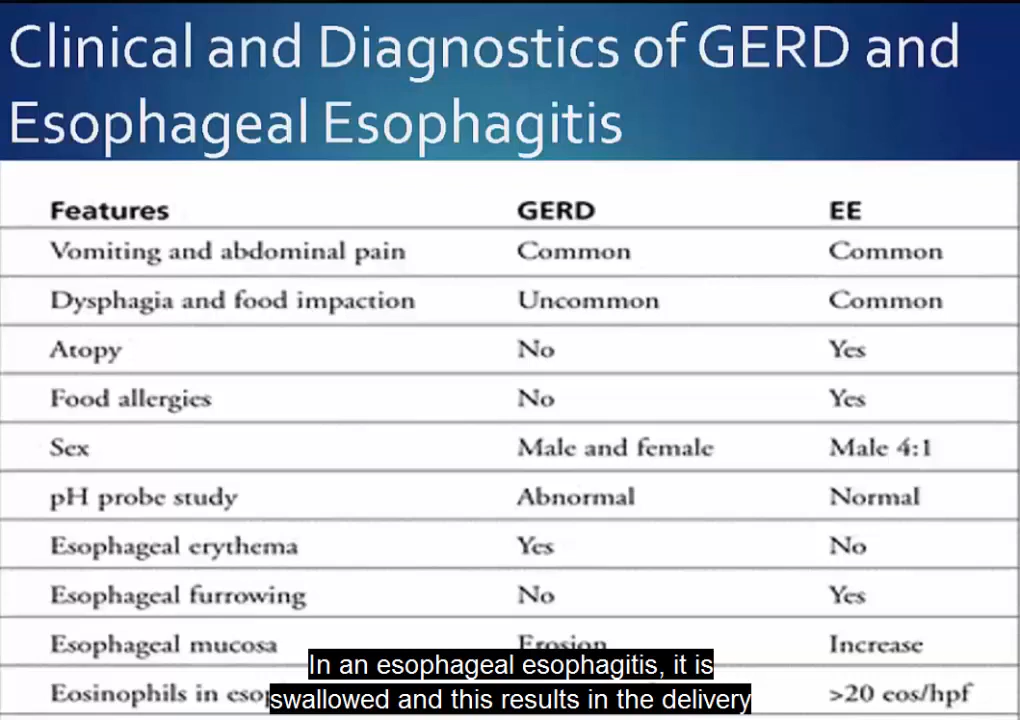 Clinical and Diagnostics of GERD and
Esophageal Esophagitis
Features GERD EE
Vomiting and abdominal pain Common Common
Dysphagia and food impaction Uncommon Common
Atopy No Yes
Food allergies No Yes
Sex Male and female Male 4:1
pH probe study Abnormal Normal
Esophageal erythema Yes No
Esophageal furrowing No Yes
Esophageal mucosa Erosion Increase
Eosinophils in >20 eos/hpf
In an esophageal esophagitis, it is
swallowed and this results in the delivery